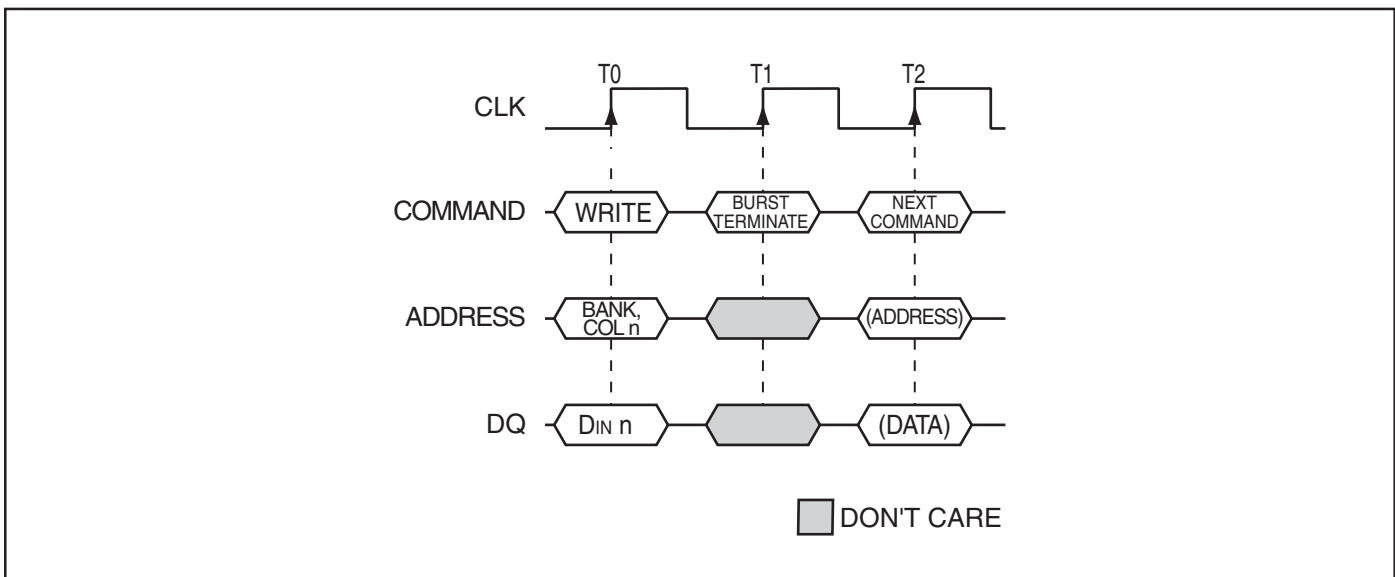 T0 T1 T2
CLK
COMMAND WRITE BURST TERMINATE NEXT COMMAND
ADDRESS BANK, COL n (ADDRESS)
DQ DIN n (DATA)
DON'T CARE